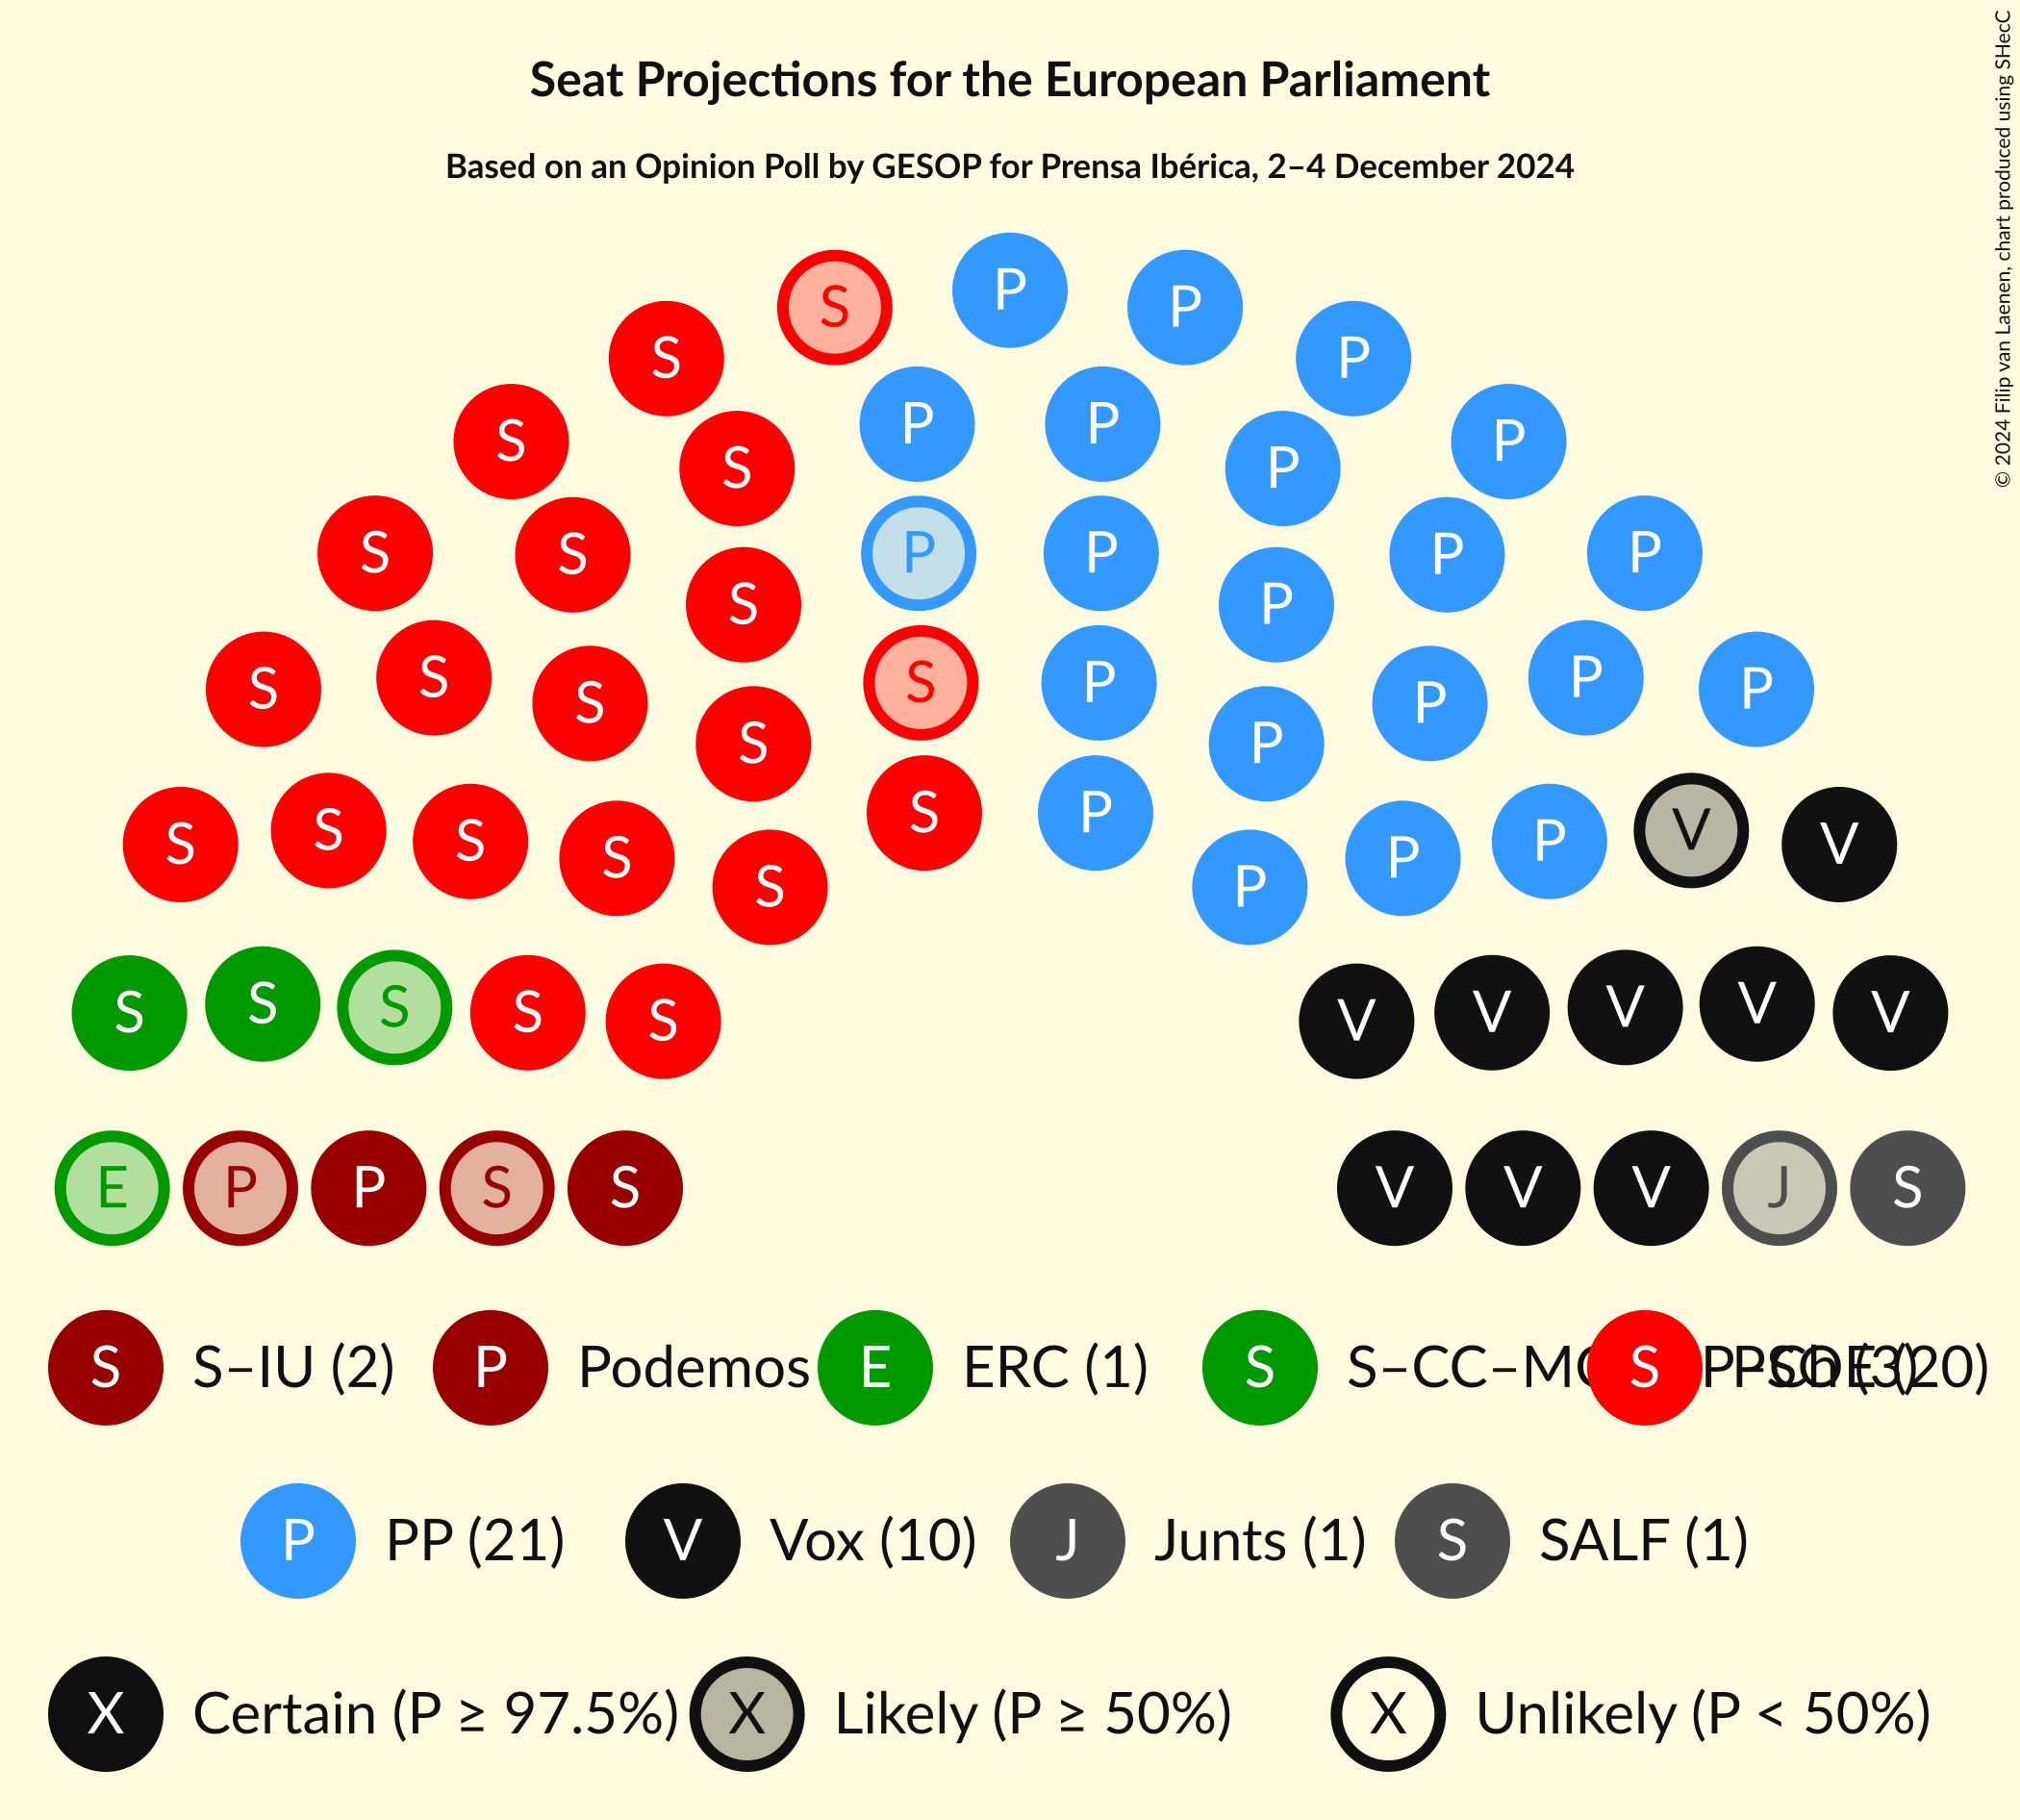 Seat Projections for the European Parliament
Based on an Opinion Poll by GESOP for Prensa Ibérica, 2–4 December 2024
© 2024 Filip van Laenen, chart produced using SHecC
P
S P
S P
S P
P P
S P
S P
S P
P P
S P
S P
S P
S P
S P
S P
S P
S P
S P
S V
S V
S P
S P
S P
S V
S V
S V
S V
S V
E P P S S V V V J S
S S–IU (2) P Podemos E ERC (1) S S–CC–M S PSOE (20)
P PP (21) V Vox (10) J Junts (1) S SALF (1)
X Certain (P ≥ 97.5%) X Likely (P ≥ 50%) X Unlikely (P < 50%)